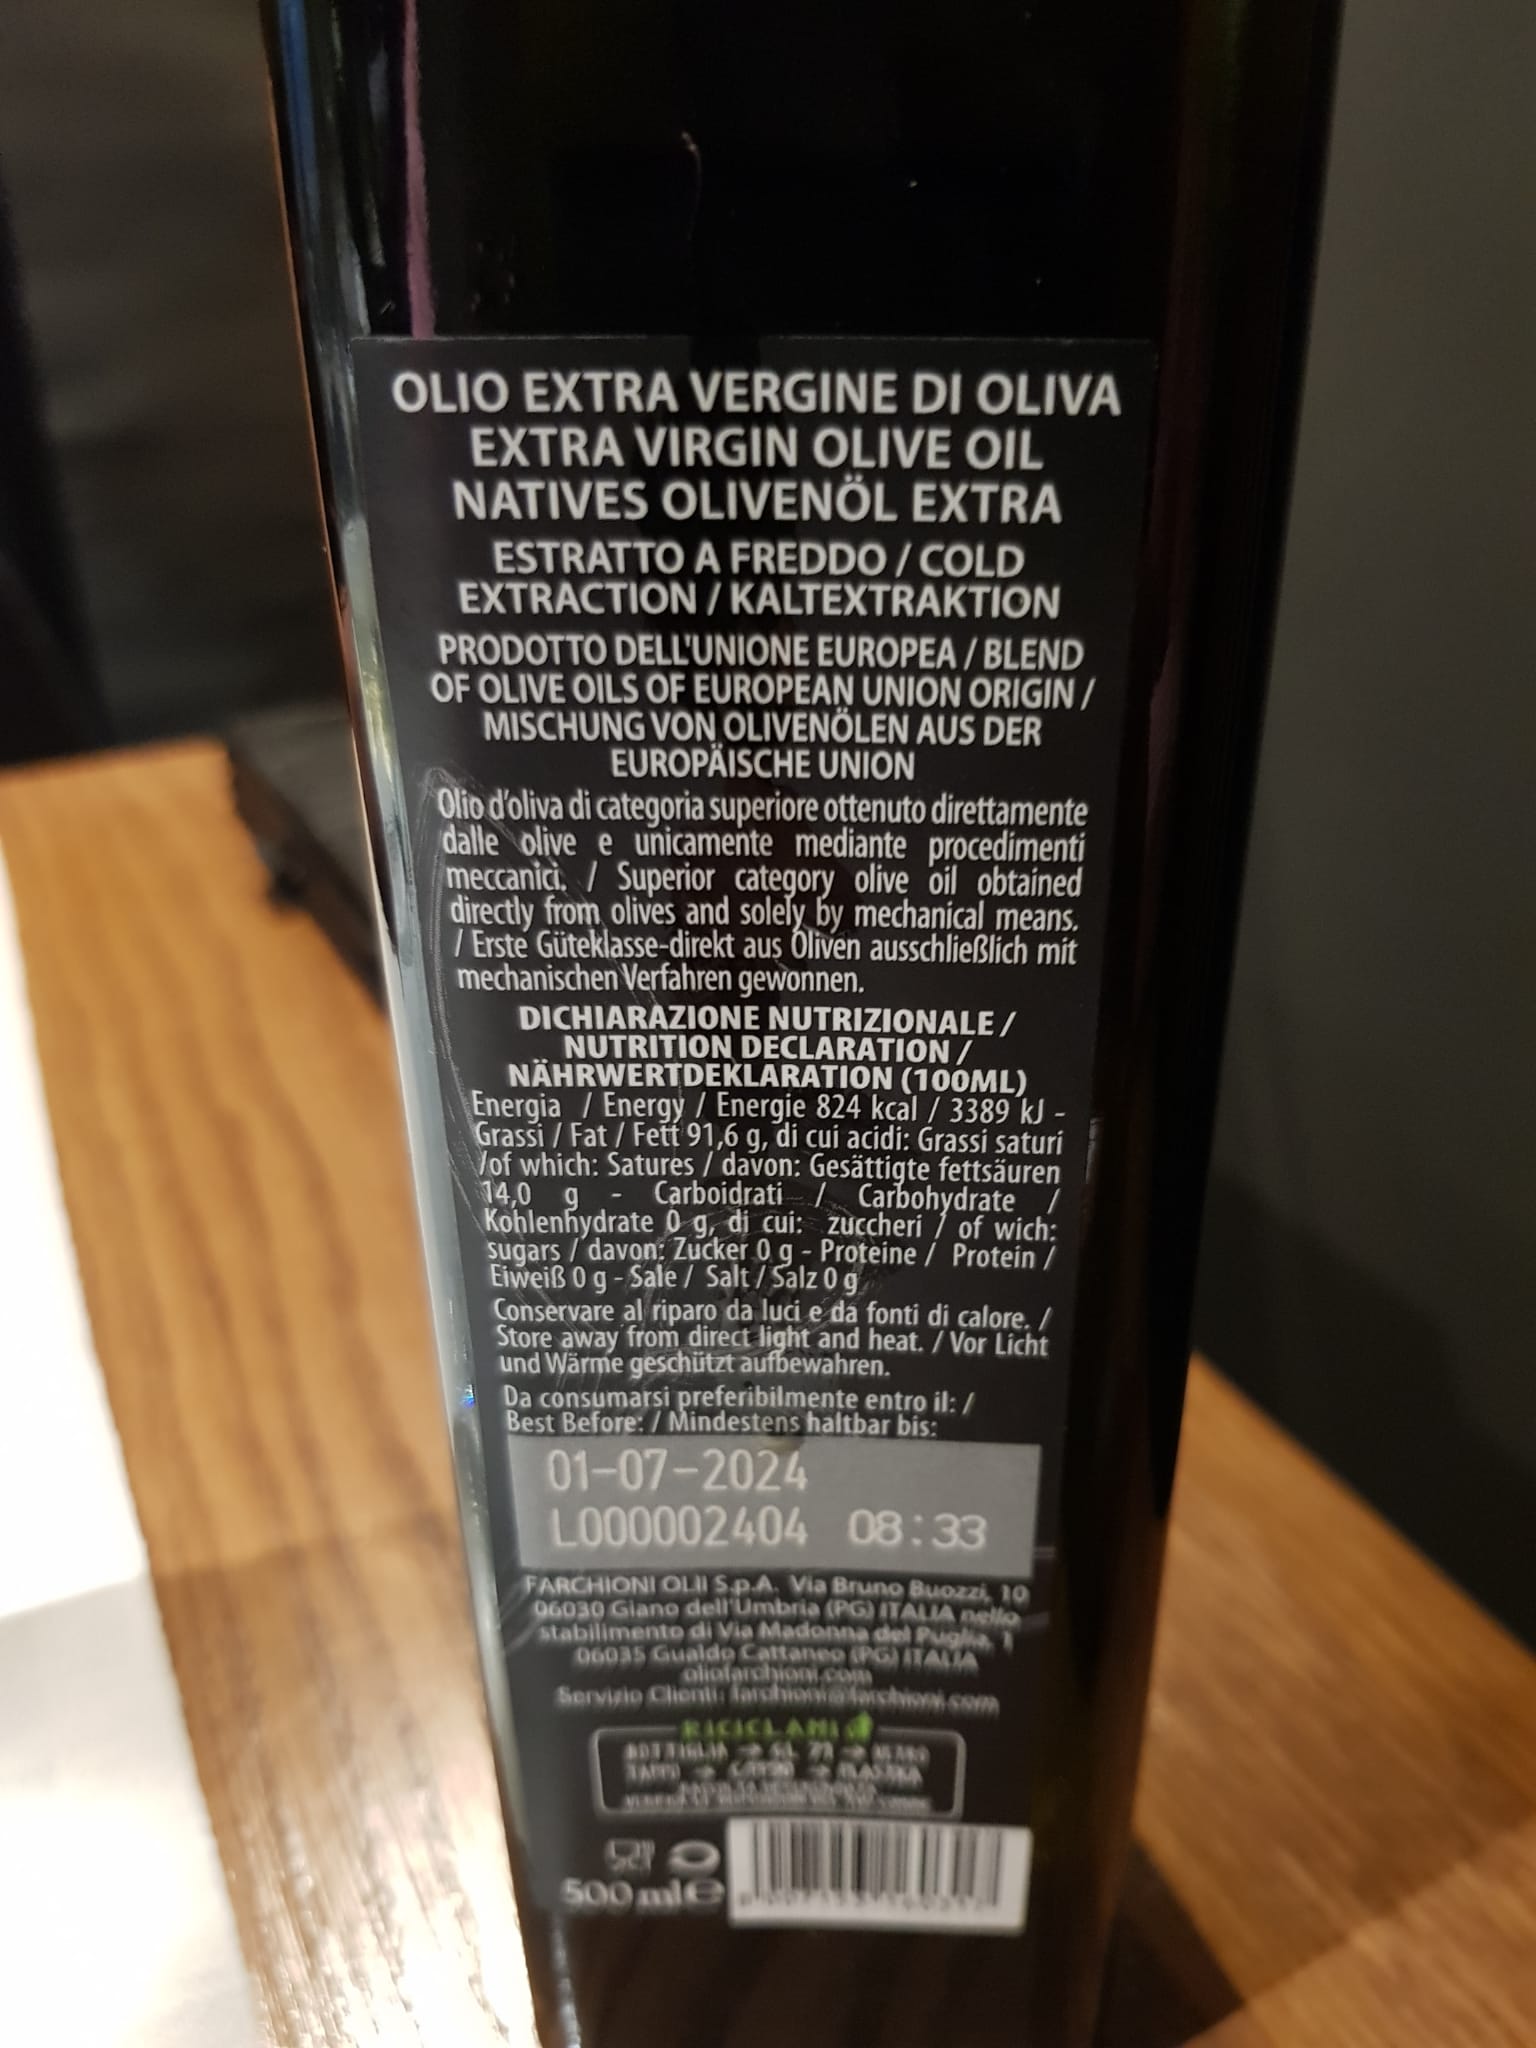 OLIO EXTRA VERGINE DI OLIVA
EXTRA VIRGIN OLIVE OIL
NATIVES OLIVENÖL EXTRA
ESTRATTO A FREDDO / COLD
EXTRACTION / KALTEXTRAKTION
PRODOTTO DELL'UNIONE EUROPEA / BLEND
OF OLIVE OILS OF EUROPEAN UNION ORIGIN /
MISCHUNG VON OLIVENÖLEN AUS DER
EUROPÄISCHE UNION
Olio d'oliva di categoria superiore ottenuto direttamente
dalle olive e unicamente mediante procedimenti
meccanici. / Superior category olive oil obtained
directly from olives and solely by mechanical means.
/ Erste Güteklasse-direkt aus Oliven ausschließlich mit
mechanischen Verfahren gewonnen.
DICHIARAZIONE NUTRIZIONALE /
NUTRITION DECLARATION /
NÄHRWERTDEKLARATION (100ML)
Energia / Energy / Energie 824 kcal / 3389 kJ -
Grassi / Fat / Fett 91,6 g, di cui acidi: Grassi saturi
/of which: Satures / davon: Gesättigte fettsäuren
14,0 g - Carboidrati / Carbohydrate /
Kohlenhydrate 0 g, di cui: zuccheri / of wich:
sugars / davon: Zucker 0 g - Proteine / Protein /
Eiweiß 0 g - Sale / Salt / Salz 0 g
Conservare al riparo da luci e da fonti di calore. /
Store away from direct light and heat. / Vor Licht
und Wärme geschützt aufbewahren.
Da consumarsi preferibilmente entro il: /
Best Before: / Mindestens haltbar bis:
01-07-2024
L000002404 08:33
FARCHIONI OLII S.p.A. Via Bruno Buozzi, 10
06030 Giano dell'Umbria (PG) ITALIA nello
stabilimento di Via Madonna del Puglia, 1
06035 Gualdo Cattaneo (PG) ITALIA
oliofarchioni.com
Servizio Clienti: farchioni@farchioni.com
RICICLAMI
BOTTIGLIA → GL 71 → VETRO
TAPPO → → PLASTICA
500 ml e